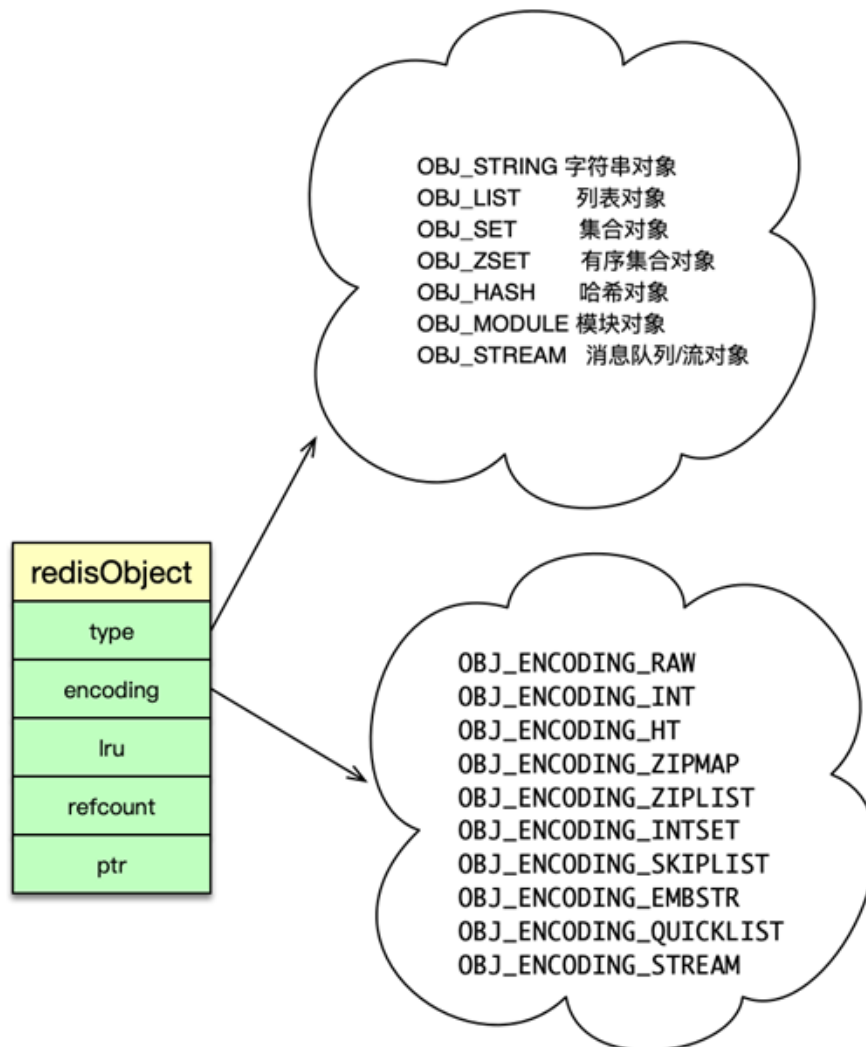 OBJ_STRING 字符串对象
OBJ_LIST 列表对象
OBJ_SET 集合对象
OBJ_ZSET 有序集合对象
OBJ_HASH 哈希对象
OBJ_MODULE 模块对象
OBJ_STREAM 消息队列/流对象
redisObject
type
encoding
lru
refcount
ptr
OBJ_ENCODING_RAW
OBJ_ENCODING_INT
OBJ_ENCODING_HT
OBJ_ENCODING_ZIPMAP
OBJ_ENCODING_ZIPLIST
OBJ_ENCODING_INTSET
OBJ_ENCODING_SKIPLIST
OBJ_ENCODING_EMBSTR
OBJ_ENCODING_QUICKLIST
OBJ_ENCODING_STREAM